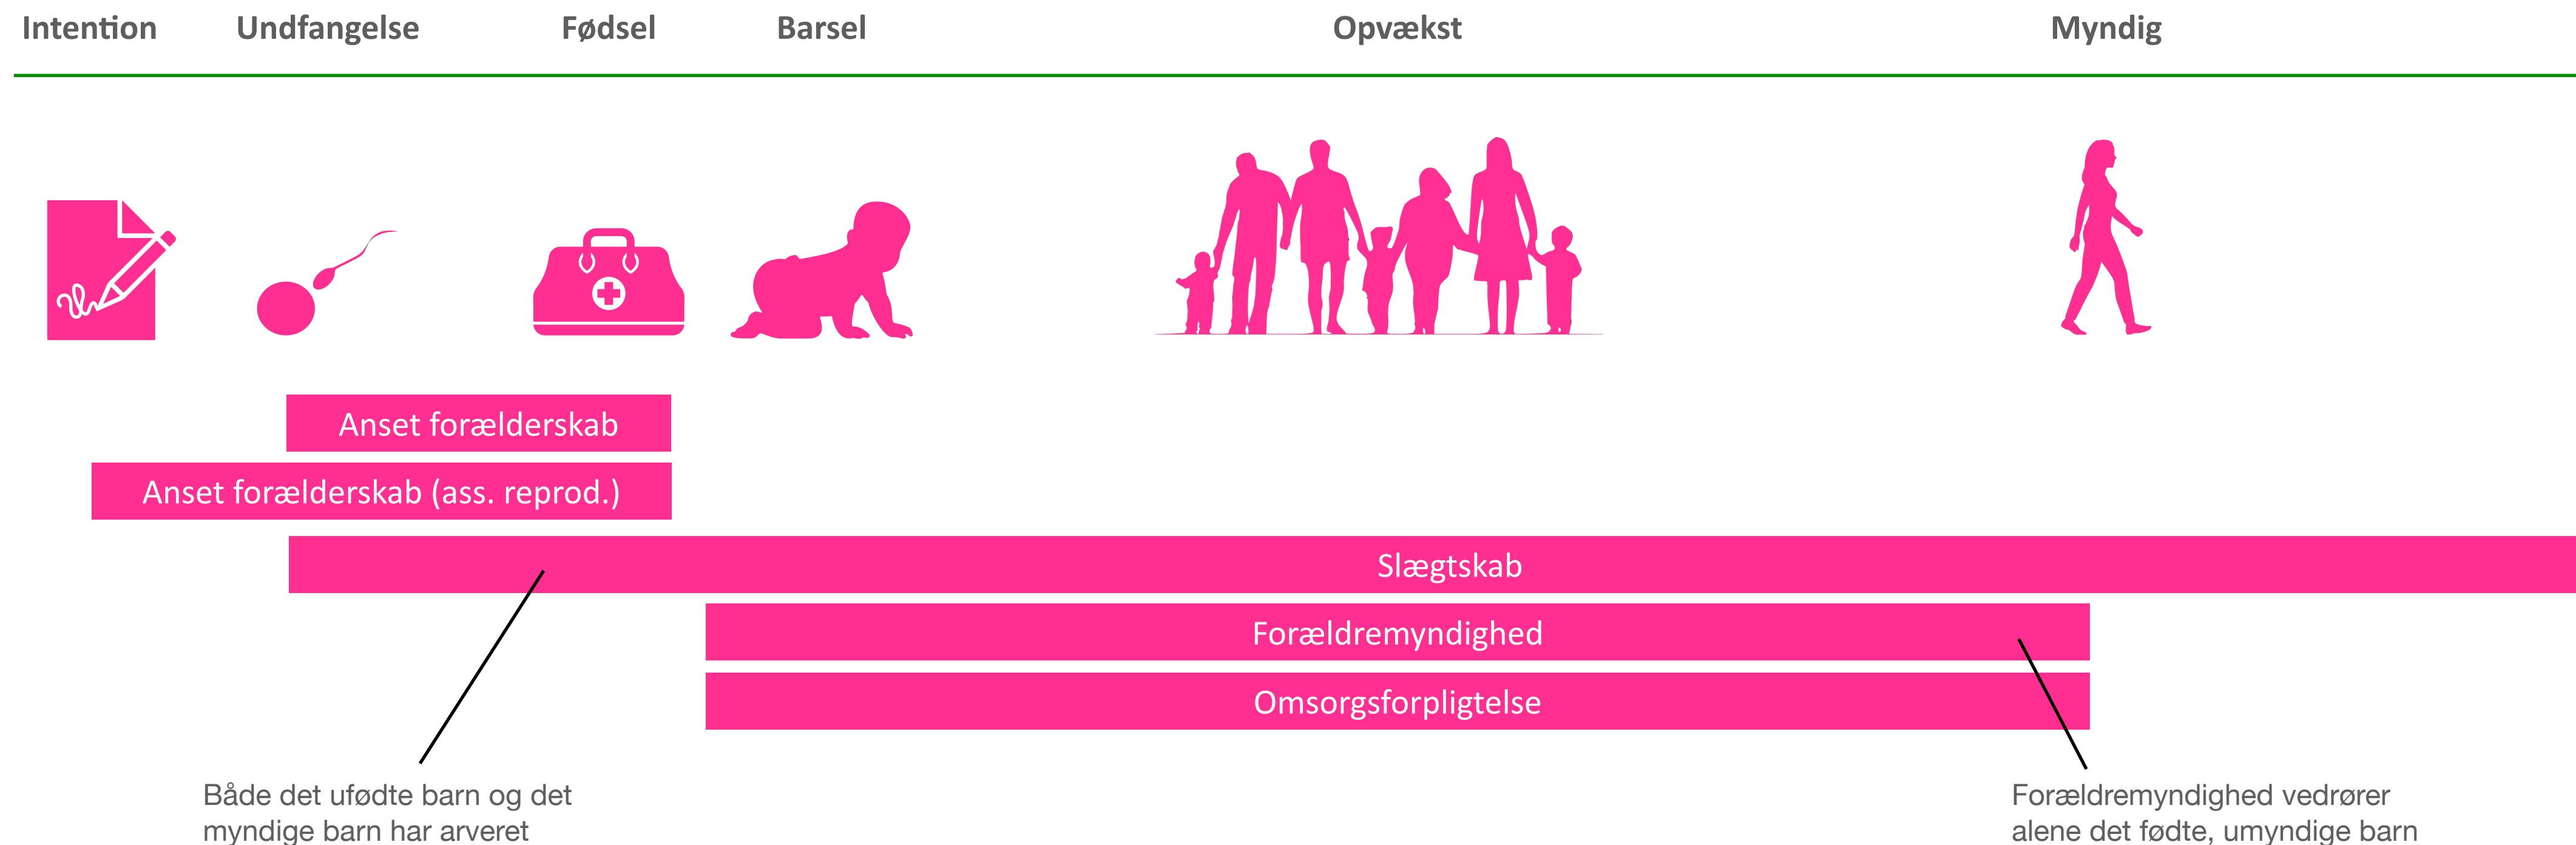 Intention Undfangelse Fødsel Barsel Opvækst Myndig
Anset forælderskab
Anset forælderskab (ass. reprod.)
Slægtskab
Forældremyndighed
Omsorgsforpligtelse
Både det ufødte barn og det
myndige barn har arveret
Forældremyndighed vedrører
alene det fødte, umyndige barn